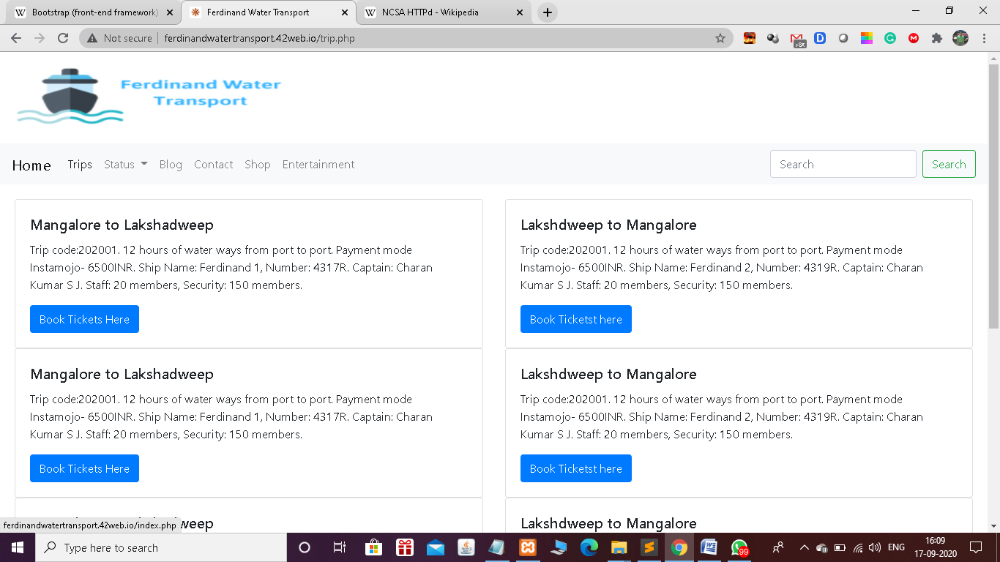 Bootstrap (front-end framework)
Ferdinand Water Transport
NCSA HTTPd - Wikipedia
Not secure
ferdinandwatertransport.42web.io/trip.php
>8k
Ferdinand Water
Transport
Home Trips Status Blog Contact Shop Entertainment Search Search
Mangalore to Lakshadweep
Trip code:202001. 12 hours of water ways from port to port. Payment mode
Instamojo- 6500INR. Ship Name: Ferdinand 1, Number: 4317R. Captain: Charan
Kumar S J. Staff: 20 members, Security: 150 members.
Book Tickets Here
Lakshdweep to Mangalore
Trip code:202001. 12 hours of water ways from port to port. Payment mode
Instamojo- 6500INR. Ship Name: Ferdinand 2, Number: 4319R. Captain: Charan
Kumar S J. Staff: 20 members, Security: 150 members.
Book Ticketst here
Mangalore to Lakshadweep
Trip code:202001. 12 hours of water ways from port to port. Payment mode
Instamojo- 6500INR. Ship Name: Ferdinand 1, Number: 4317R. Captain: Charan
Kumar S J. Staff: 20 members, Security: 150 members.
Book Tickets Here
Lakshdweep to Mangalore
Trip code:202001. 12 hours of water ways from port to port. Payment mode
Instamojo- 6500INR. Ship Name: Ferdinand 2, Number: 4319R. Captain: Charan
Kumar S J. Staff: 20 members, Security: 150 members.
Book Ticketst here
weep
Lakshdweep to Mangalore
ferdinandwatertransport.42web.io/index.php
Type here to search
99
ENG
16:09
17-09-2020